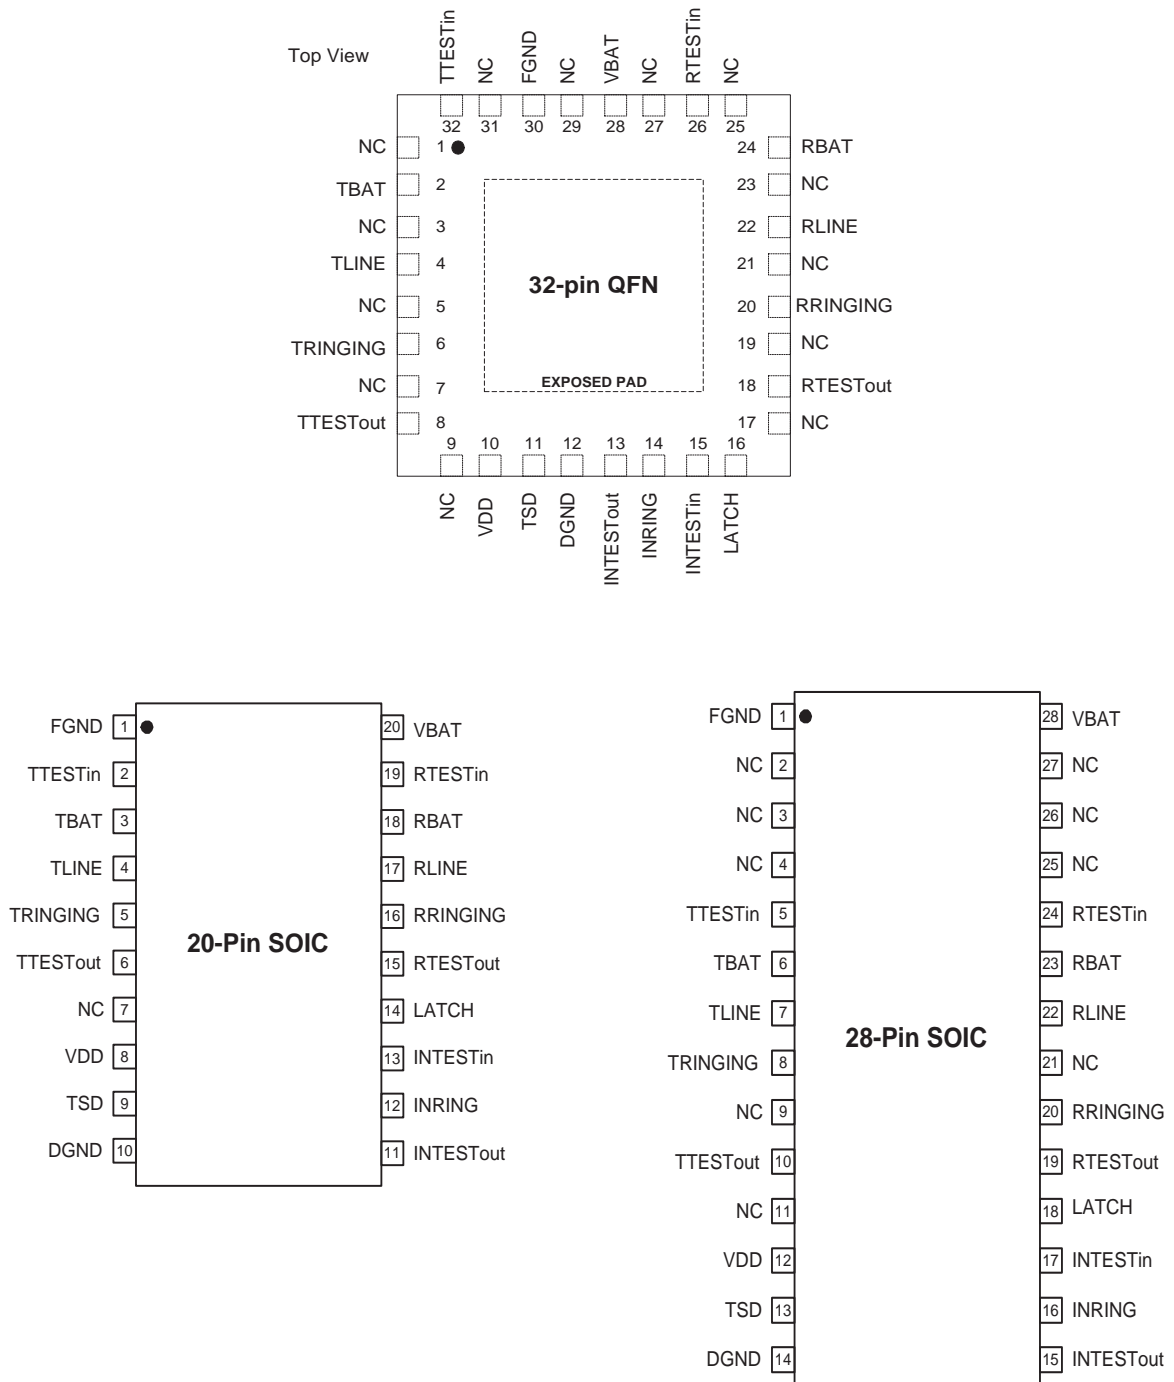 Top View
TTESTin
NC
FGND
NC
VBAT
NC
RTESTin
NC
32 31 30 29 28 27 26 25
NC 1 24 RBAT
TBAT 2 23 NC
NC 3 22 RLINE
TLINE 4 21 NC
NC 5 20 RRINGING
TRINGING 6 19 NC
NC 7 18 RTESTout
TTESTout 8 17 NC
32-pin QFN
EXPOSED PAD
9 10 11 12 13 14 15 16
NC
VDD
TSD
DGND
INTESTout
INRING
INTESTin
LATCH
FGND 1 20 VBAT
TTESTin 2 19 RTESTin
TBAT 3 18 RBAT
TLINE 4 17 RLINE
TRINGING 5 16 RRINGING
20-Pin SOIC
TTESTout 6 15 RTESTout
NC 7 14 LATCH
VDD 8 13 INTESTin
TSD 9 12 INRING
DGND 10 11 INTESTout
FGND 1 28 VBAT
NC 2 27 NC
NC 3 26 NC
NC 4 25 NC
TTESTin 5 24 RTESTin
TBAT 6 23 RBAT
TLINE 7 22 RLINE
28-Pin SOIC
TRINGING 8 21 NC
NC 9 20 RRINGING
TTESTout 10 19 RTESTout
NC 11 18 LATCH
VDD 12 17 INTESTin
TSD 13 16 INRING
DGND 14 15 INTESTout